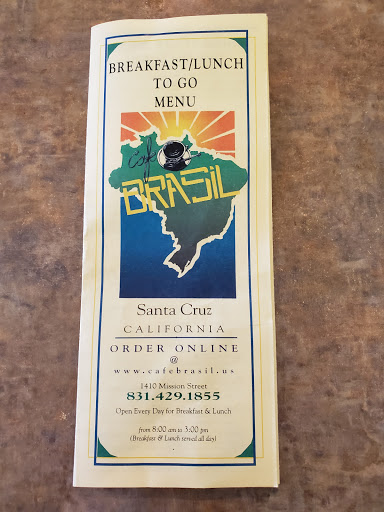 BREAKFAST/LUNCH
TO GO
MENU
Café
BRASIL
Santa Cruz
CALIFORNIA
ORDER ONLINE
@
www.cafebrasil.us
1410 Mission Street
831.429.1855
Open Every Day for Breakfast & Lunch
from 8:00 am to 3:00 pm
(Breakfast & Lunch served all day)